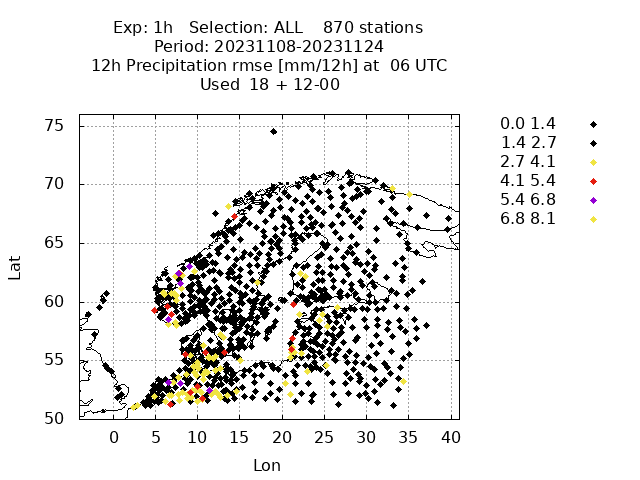 Exp: 1h   Selection: ALL    870 stations
Period: 20231108-20231124
12h Precipitation rmse [mm/12h] at  06 UTC
Used  18 + 12-00
75
70
65
60
55
50
Lat
0 5 10 15 20 25 30 35 40
Lon
0.0 1.4
1.4 2.7
2.7 4.1
4.1 5.4
5.4 6.8
6.8 8.1